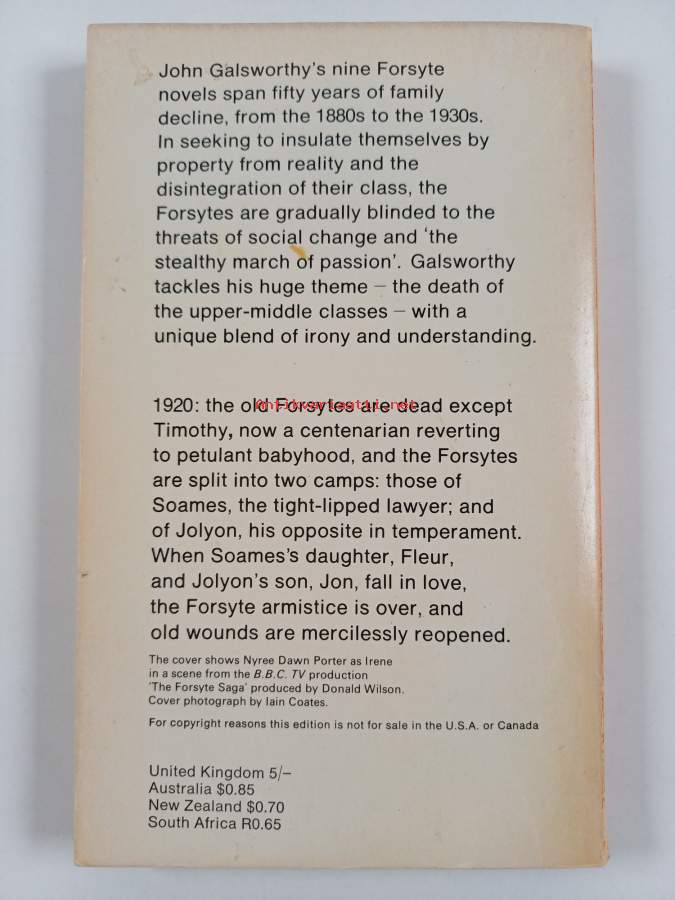 John Galsworthy's nine Forsyte
novels span fifty years of family
decline, from the 1880s to the 1930s.
In seeking to insulate themselves by
property from reality and the
disintegration of their class, the
Forsytes are gradually blinded to the
threats of social change and ‘the
stealthy march of passion’. Galsworthy
tackles his huge theme – the death of
the upper-middle classes – with a
unique blend of irony and understanding.
1920: the old Forsytes are dead except
Antikvariaatti.net
Timothy, now a centenarian reverting
to petulant babyhood, and the Forsytes
are split into two camps: those of
Soames, the tight-lipped lawyer; and
of Jolyon, his opposite in temperament.
When Soames's daughter, Fleur,
and Jolyon's son, Jon, fall in love,
the Forsyte armistice is over, and
old wounds are mercilessly reopened.
The cover shows Nyree Dawn Porter as Irene
in a scene from the B.B.C. TV production
‘The Forsyte Saga’ produced by Donald Wilson.
Cover photograph by Iain Coates.
For copyright reasons this edition is not for sale in the U.S.A. or Canada
United Kingdom 5/–
Australia $0.85
New Zealand $0.70
South Africa R0.65